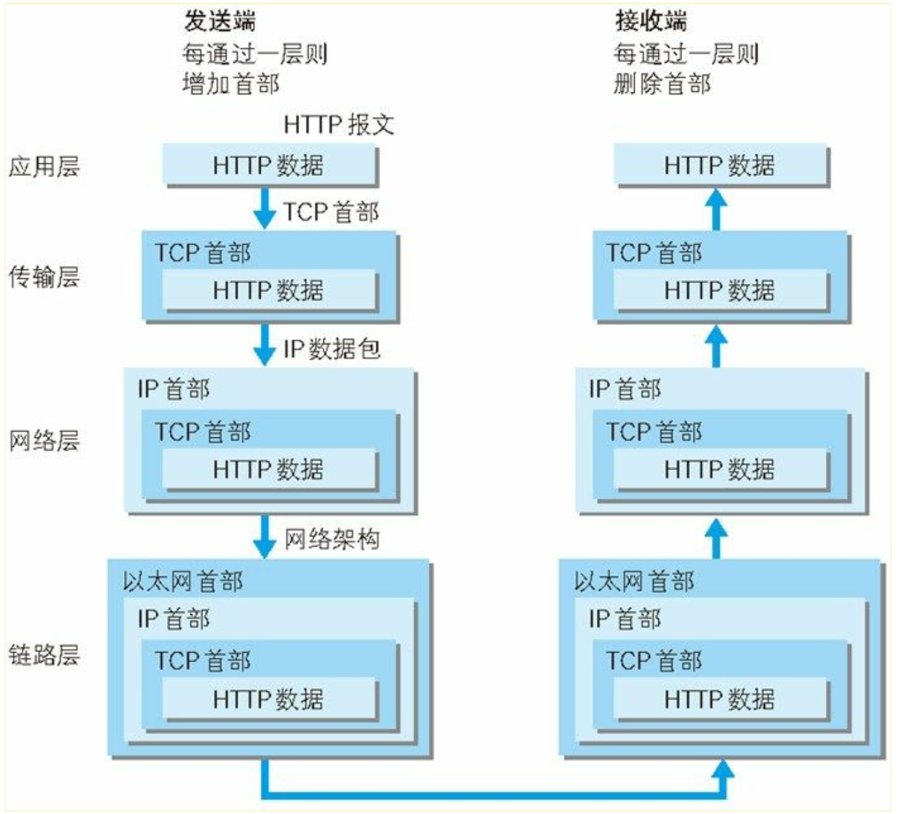 发送端
每通过一层则
增加首部
接收端
每通过一层则
删除首部
HTTP 报文
应用层
HTTP 数据
HTTP 数据
TCP 首部
传输层
TCP 首部
HTTP 数据
TCP 首部
HTTP 数据
IP 数据包
网络层
IP 首部
TCP 首部
HTTP 数据
IP 首部
TCP 首部
HTTP 数据
网络架构
链路层
以太网首部
IP 首部
TCP 首部
HTTP 数据
以太网首部
IP 首部
TCP 首部
HTTP 数据